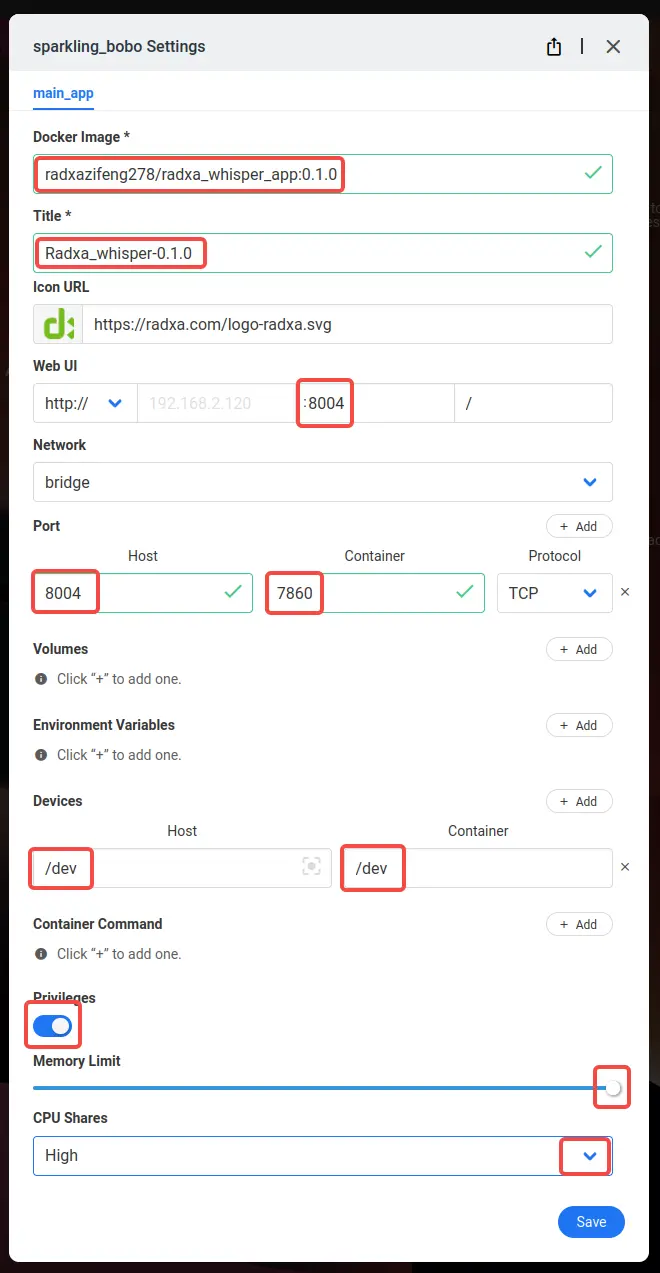 sparkling_bobo Settings
main_app
Docker Image *
radxazifeng278/radxa_whisper_app:0.1.0
Title *
Radxa_whisper-0.1.0
Icon URL
https://radxa.com/logo-radxa.svg
Web UI
http:// 192.168.2.120 :8004 /
Network
bridge
Port + Add
Host Container Protocol
8004 7860 TCP ×
Volumes + Add
Click “+” to add one.
Environment Variables + Add
Click “+” to add one.
Devices + Add
Host Container
/dev /dev ×
Container Command + Add
Click “+” to add one.
Privileges
Memory Limit
CPU Shares
High
Save